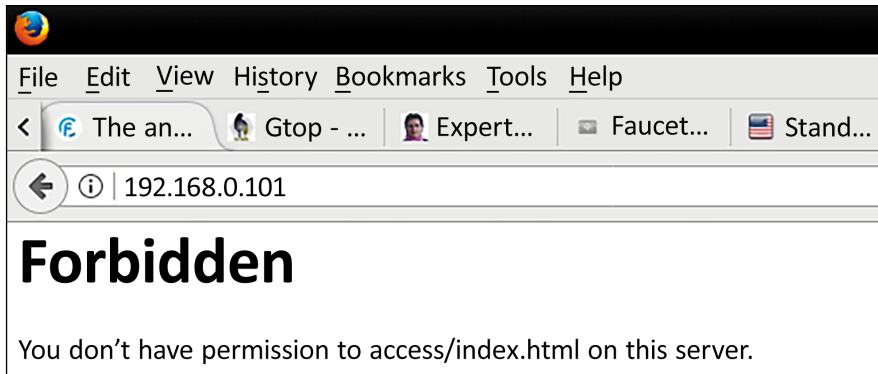 File Edit View History Bookmarks Tools Help
The an... Gtop - ... Expert... Faucet... Stand...
192.168.0.101
Forbidden
You don’t have permission to access/index.html on this server.